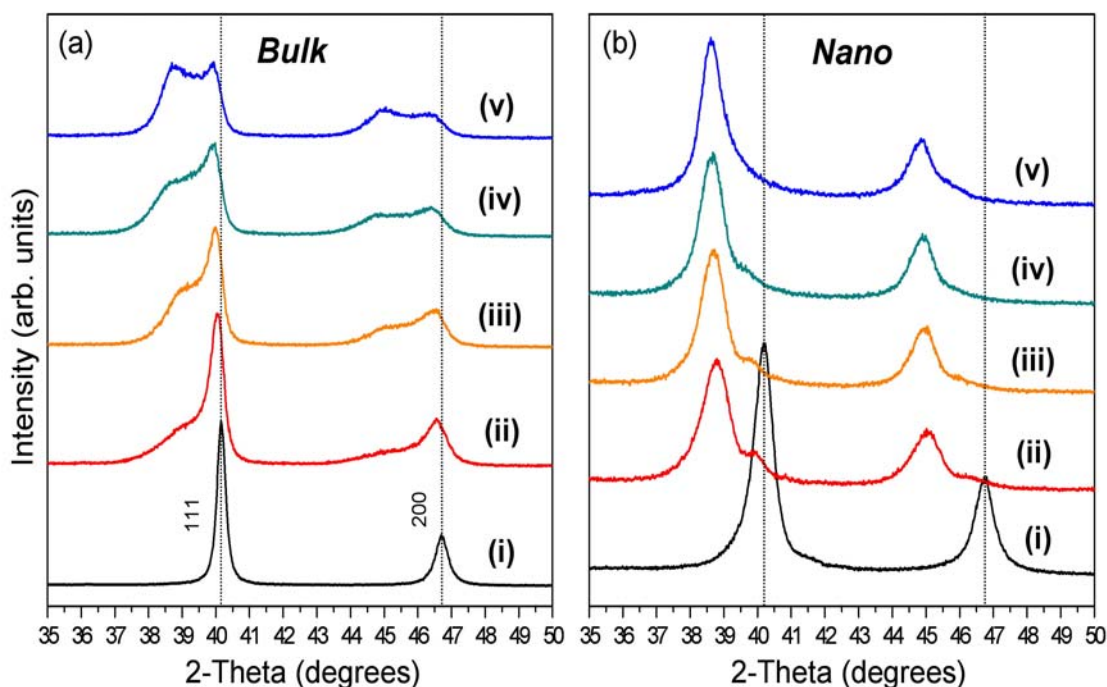 (a)
Bulk
(v)
(iv)
(iii)
(ii)
(i)
111
200
Intensity (arb. units)
35 36 37 38 39 40 41 42 43 44 45 46 47 48 49 50
2-Theta (degrees)
(b)
Nano
(v)
(iv)
(iii)
(ii)
(i)
35 36 37 38 39 40 41 42 43 44 45 46 47 48 49 50
2-Theta (degrees)